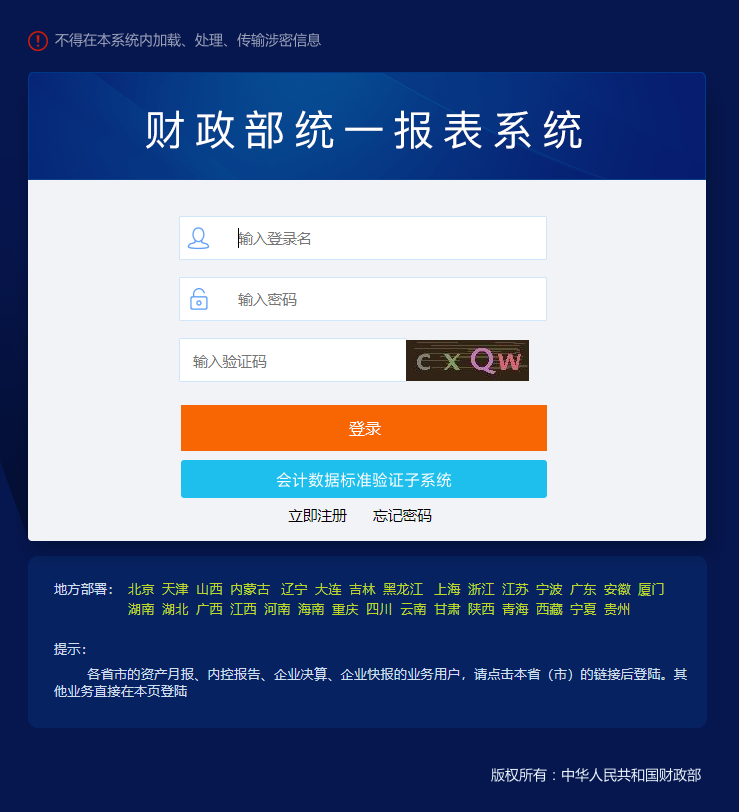 不得在本系统内加载、处理、传输涉密信息
财政部统一报表系统
输入登录名
输入密码
输入验证码
CXQW
登录
会计数据标准验证子系统
立即注册 忘记密码
地方部署： 北京 天津 山西 内蒙古 辽宁 大连 吉林 黑龙江 上海 浙江 江苏 宁波 广东 安徽 厦门
湖南 湖北 广西 江西 河南 海南 重庆 四川 云南 甘肃 陕西 青海 西藏 宁夏 贵州
提示：
各省市的资产月报、内控报告、企业决算、企业快报的业务用户，请点击本省（市）的链接后登陆。其
他业务直接在本页登陆
版权所有：中华人民共和国财政部